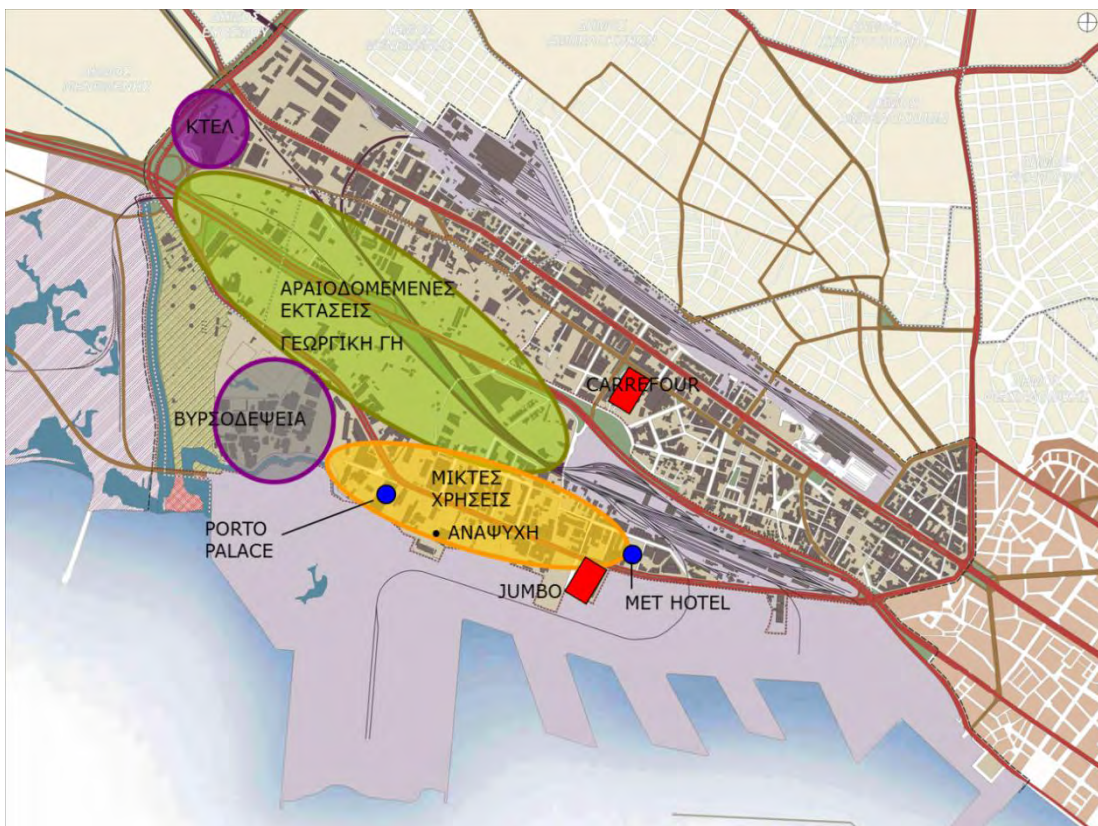 ΚΤΕΛ
ΑΡΑΙΟΔΟΜΕΜΕΝΕΣ
ΕΚΤΑΣΕΙΣ
ΓΕΩΡΓΙΚΗ ΓΗ
CARREFOUR
ΒΥΡΣΟΔΕΨΕΙΑ
ΜΙΚΤΕΣ
ΧΡΗΣΕΙΣ
PORTO
PALACE
ΑΝΑΨΥΧΗ
JUMBO
MET HOTEL